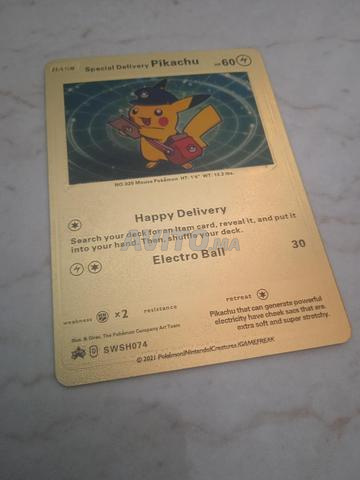 BASIC Special Delivery Pikachu HP 60
NO.025 Mouse Pokémon HT: 1'4" WT: 13.2 lbs.
Happy Delivery
Search your deck for an item card, reveal it, and put it
into your hand. Then, shuffle your deck.
AVITO.MA
Electro Ball 30
weakness ×2 resistance
retreat
Illus. & Direc. The Pokémon Company Art Team
Pikachu that can generate powerful
electricity have cheek sacs that are
extra soft and super stretchy.
D SWSH074
©2021 Pokémon/Nintendo/Creatures/GAMEFREAK